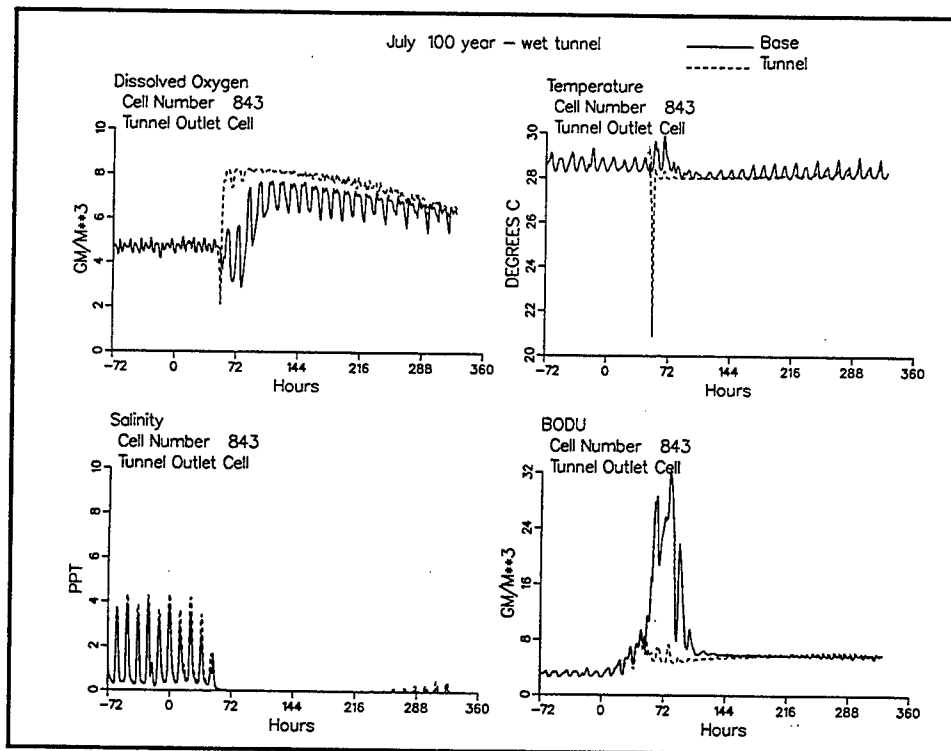 July 100 year – wet tunnel
Base
Tunnel
Dissolved Oxygen
Cell Number 843
Tunnel Outlet Cell
10
8
6
4
2
0
GM/M**3
-72 0 72 144 216 288 360
Hours
Temperature
Cell Number 843
Tunnel Outlet Cell
30
28
26
24
22
20
DEGREES C
-72 0 72 144 216 288 360
Hours
Salinity
Cell Number 843
Tunnel Outlet Cell
10
8
6
4
2
0
PPT
-72 0 72 144 216 288 360
Hours
BODU
Cell Number 843
Tunnel Outlet Cell
32
24
16
8
0
GM/M**3
-72 0 72 144 216 288 360
Hours